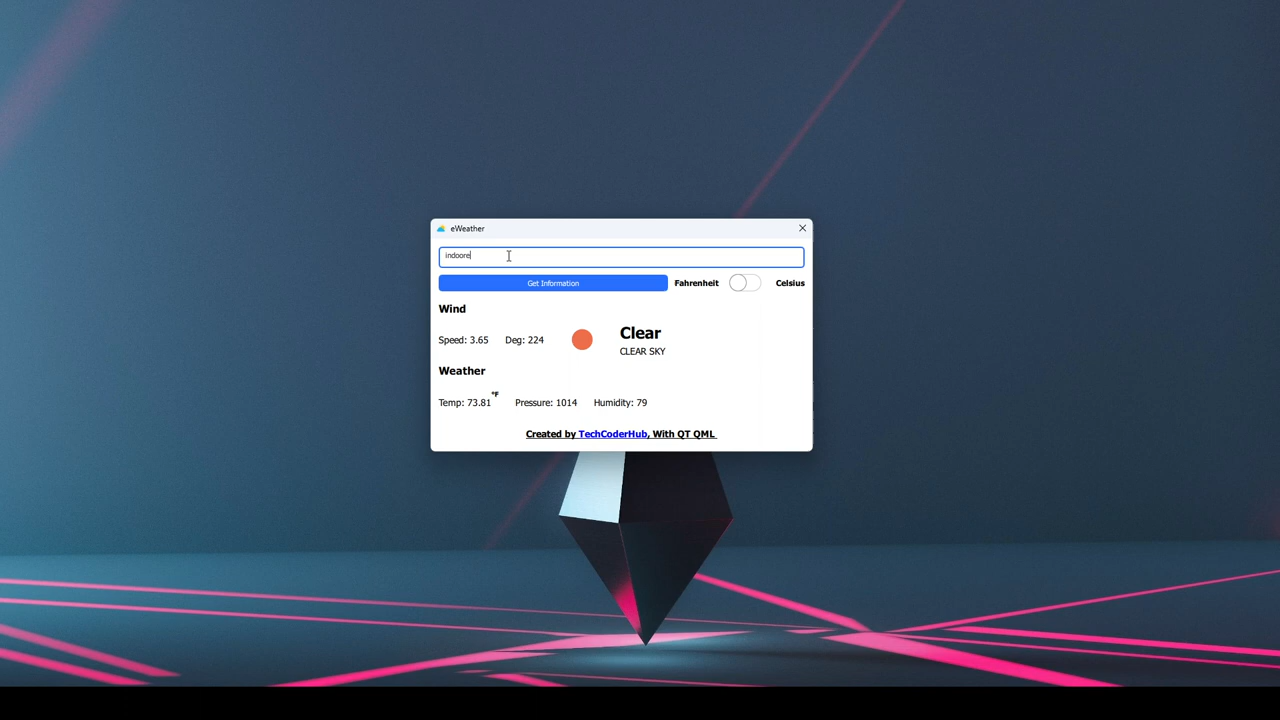 eWeather
indoore
Get Information Fahrenheit Celsius
Wind
Speed: 3.65 Deg: 224
Clear
CLEAR SKY
Weather
Temp: 73.81°F Pressure: 1014 Humidity: 79
Created by TechCoderHub, With QT QML